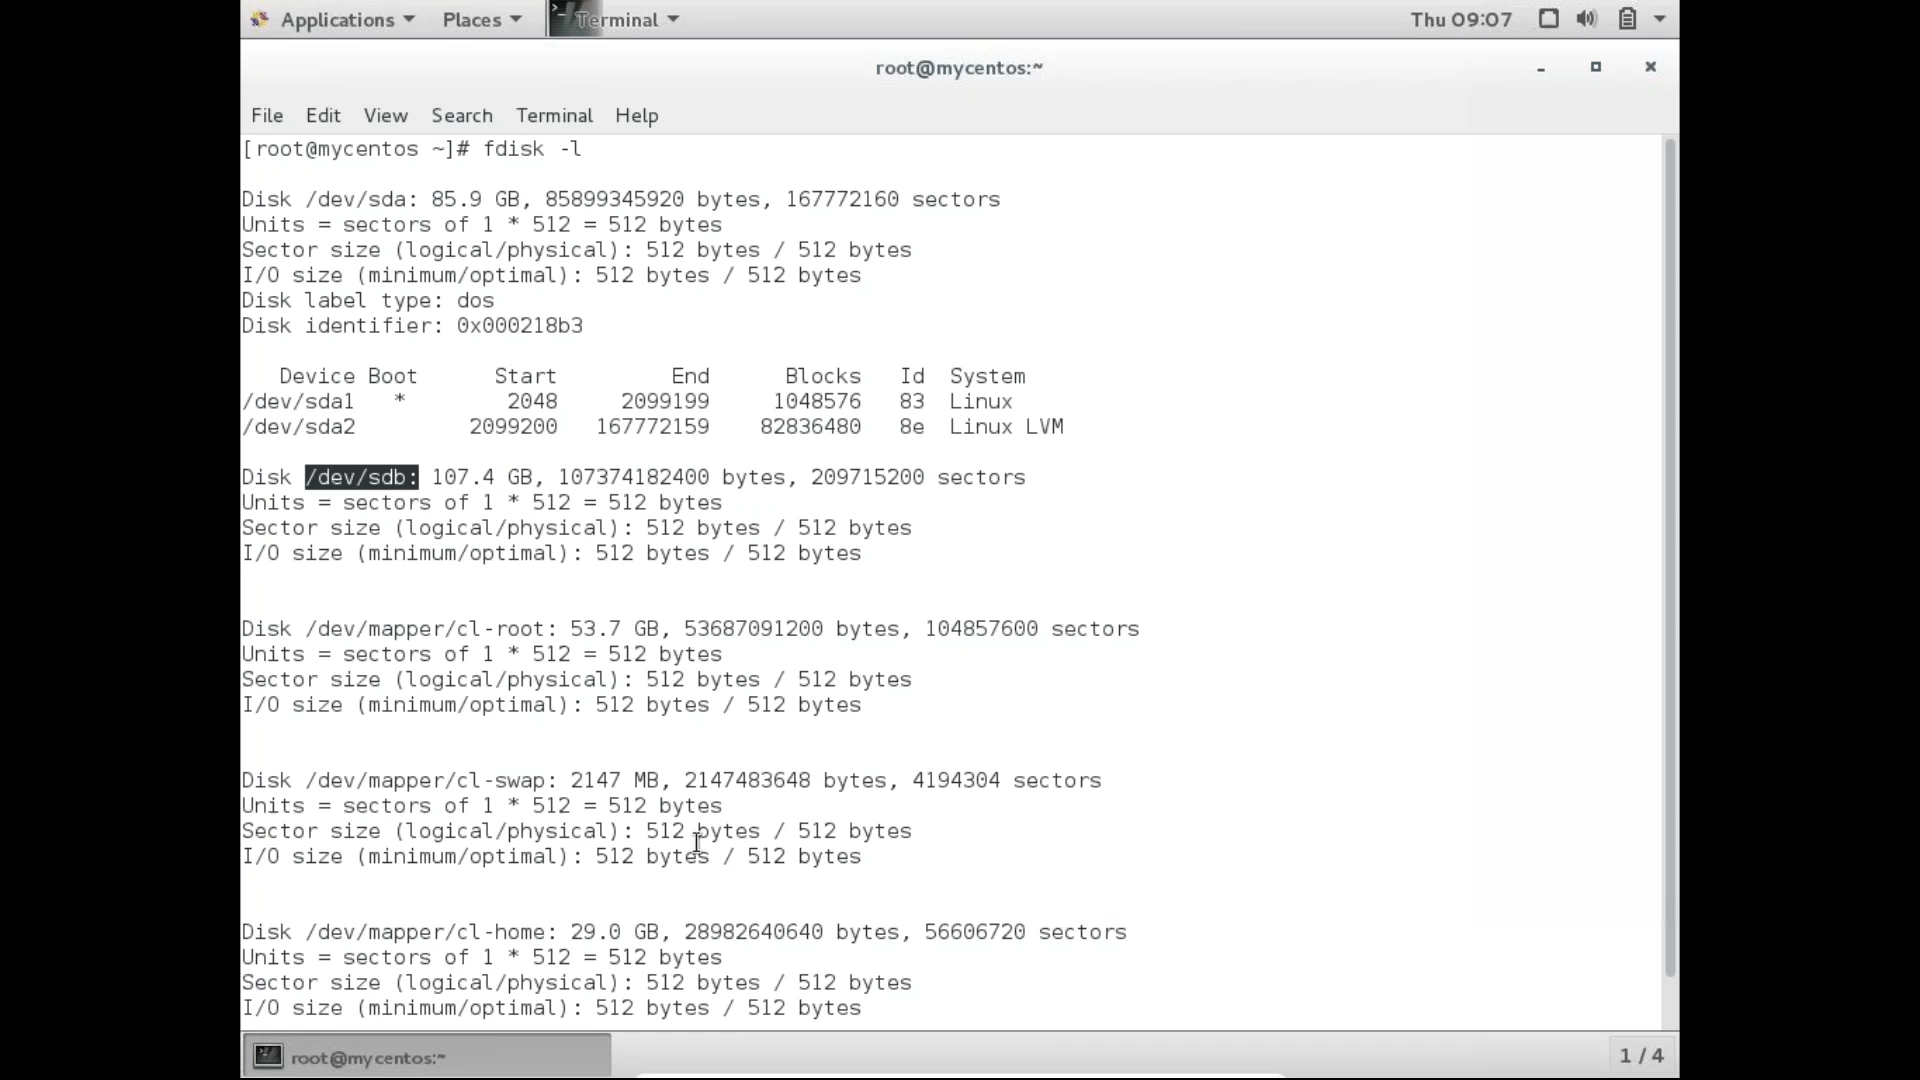 Applications Places Terminal Thu 09:07
root@mycentos:~
File Edit View Search Terminal Help
[root@mycentos ~]# fdisk -l
Disk /dev/sda: 85.9 GB, 85899345920 bytes, 167772160 sectors
Units = sectors of 1 * 512 = 512 bytes
Sector size (logical/physical): 512 bytes / 512 bytes
I/O size (minimum/optimal): 512 bytes / 512 bytes
Disk label type: dos
Disk identifier: 0x000218b3
Device Boot Start End Blocks Id System
/dev/sda1 * 2048 2099199 1048576 83 Linux
/dev/sda2 2099200 167772159 82836480 8e Linux LVM
Disk /dev/sdb: 107.4 GB, 107374182400 bytes, 209715200 sectors
Units = sectors of 1 * 512 = 512 bytes
Sector size (logical/physical): 512 bytes / 512 bytes
I/O size (minimum/optimal): 512 bytes / 512 bytes
Disk /dev/mapper/cl-root: 53.7 GB, 53687091200 bytes, 104857600 sectors
Units = sectors of 1 * 512 = 512 bytes
Sector size (logical/physical): 512 bytes / 512 bytes
I/O size (minimum/optimal): 512 bytes / 512 bytes
Disk /dev/mapper/cl-swap: 2147 MB, 2147483648 bytes, 4194304 sectors
Units = sectors of 1 * 512 = 512 bytes
Sector size (logical/physical): 512 bytes / 512 bytes
I/O size (minimum/optimal): 512 bytes / 512 bytes
Disk /dev/mapper/cl-home: 29.0 GB, 28982640640 bytes, 56606720 sectors
Units = sectors of 1 * 512 = 512 bytes
Sector size (logical/physical): 512 bytes / 512 bytes
I/O size (minimum/optimal): 512 bytes / 512 bytes
root@mycentos:~ 1 / 4